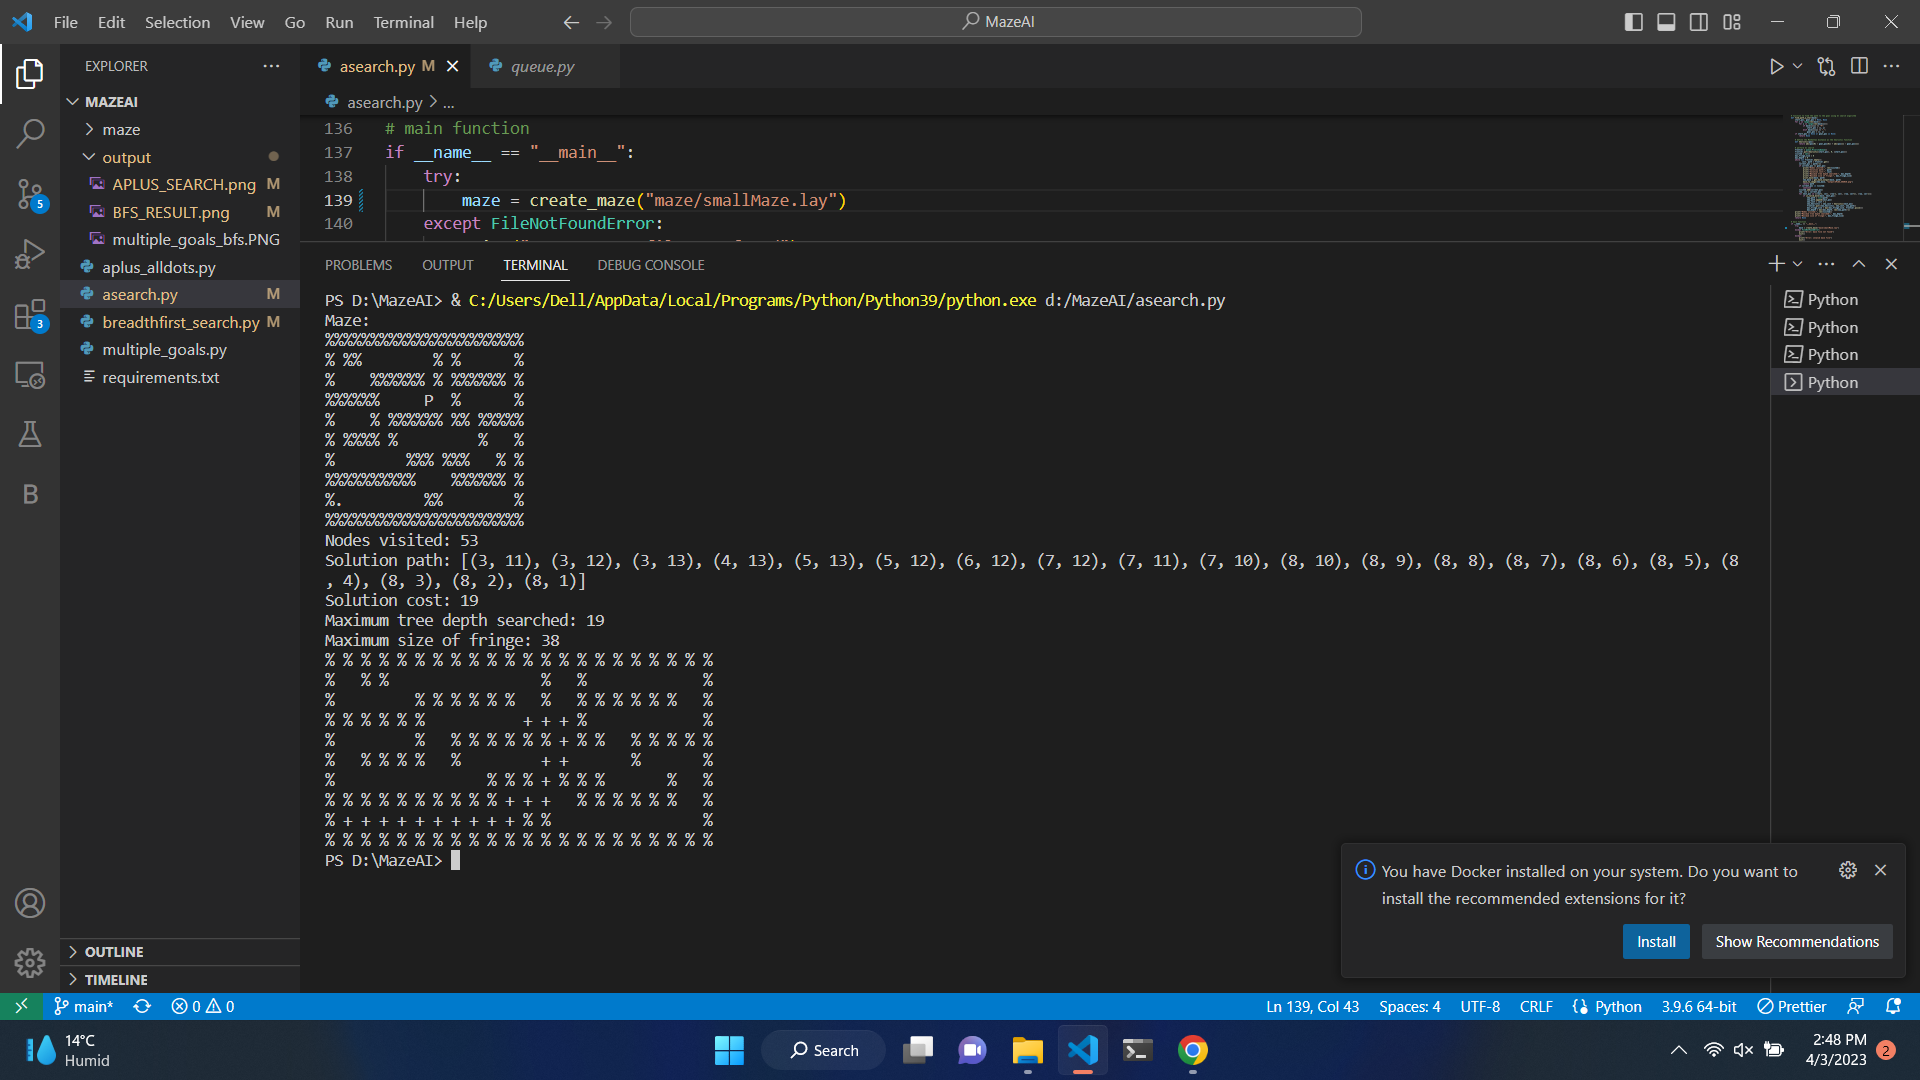 File Edit Selection View Go Run Terminal Help
MazeAI
EXPLORER
MAZEAI
maze
output
APLUS_SEARCH.png M
BFS_RESULT.png M
multiple_goals_bfs.PNG
aplus_alldots.py
asearch.py M
breadthfirst_search.py M
multiple_goals.py
requirements.txt
OUTLINE
TIMELINE
5
3
B
asearch.py M
queue.py
asearch.py > ...
136 # main function
137 if __name__ == "__main__":
138 try:
139 maze = create_maze("maze/smallMaze.lay")
140 except FileNotFoundError:
PROBLEMS OUTPUT TERMINAL DEBUG CONSOLE
PS D:\MazeAI> & C:/Users/Dell/AppData/Local/Programs/Python/Python39/python.exe d:/MazeAI/asearch.py
Maze:
%%%%%%%%%%%%%%%%%%%%%%
% %%        % %      %
%    %%%%%% % %%%%%% %
%%%%%%     P  %      %
%    % %%%%%% %% %%%%%
% %%%% %         %   %
%        %%% %%%   % %
%%%%%%%%%%    %%%%%% %
%.         %%        %
%%%%%%%%%%%%%%%%%%%%%%
Nodes visited: 53
Solution path: [(3, 11), (3, 12), (3, 13), (4, 13), (5, 13), (5, 12), (6, 12), (7, 12), (7, 11), (7, 10), (8, 10), (8, 9), (8, 8), (8, 7), (8, 6), (8, 5), (8
, 4), (8, 3), (8, 2), (8, 1)]
Solution cost: 19
Maximum tree depth searched: 19
Maximum size of fringe: 38
% % % % % % % % % % % % % % % % % % % % % %
%   % %                 %   %             %
%         % % % % % %   %   % % % % % %   %
% % % % % %           + + + %             %
%         %   % % % % % % + % %   % % % % %
%   % % % %   %         + +       %       %
%                 % % % + % % %       %   %
% % % % % % % % % % + + +   % % % % % %   %
% + + + + + + + + + + % %                 %
% % % % % % % % % % % % % % % % % % % % % %
PS D:\MazeAI>
Python
Python
Python
Python
You have Docker installed on your system. Do you want to
install the recommended extensions for it?
Install
Show Recommendations
main* 0 0
Ln 139, Col 43 Spaces: 4 UTF-8 CRLF Python 3.9.6 64-bit Prettier
14°C
Humid
Search
2:48 PM
4/3/2023
2